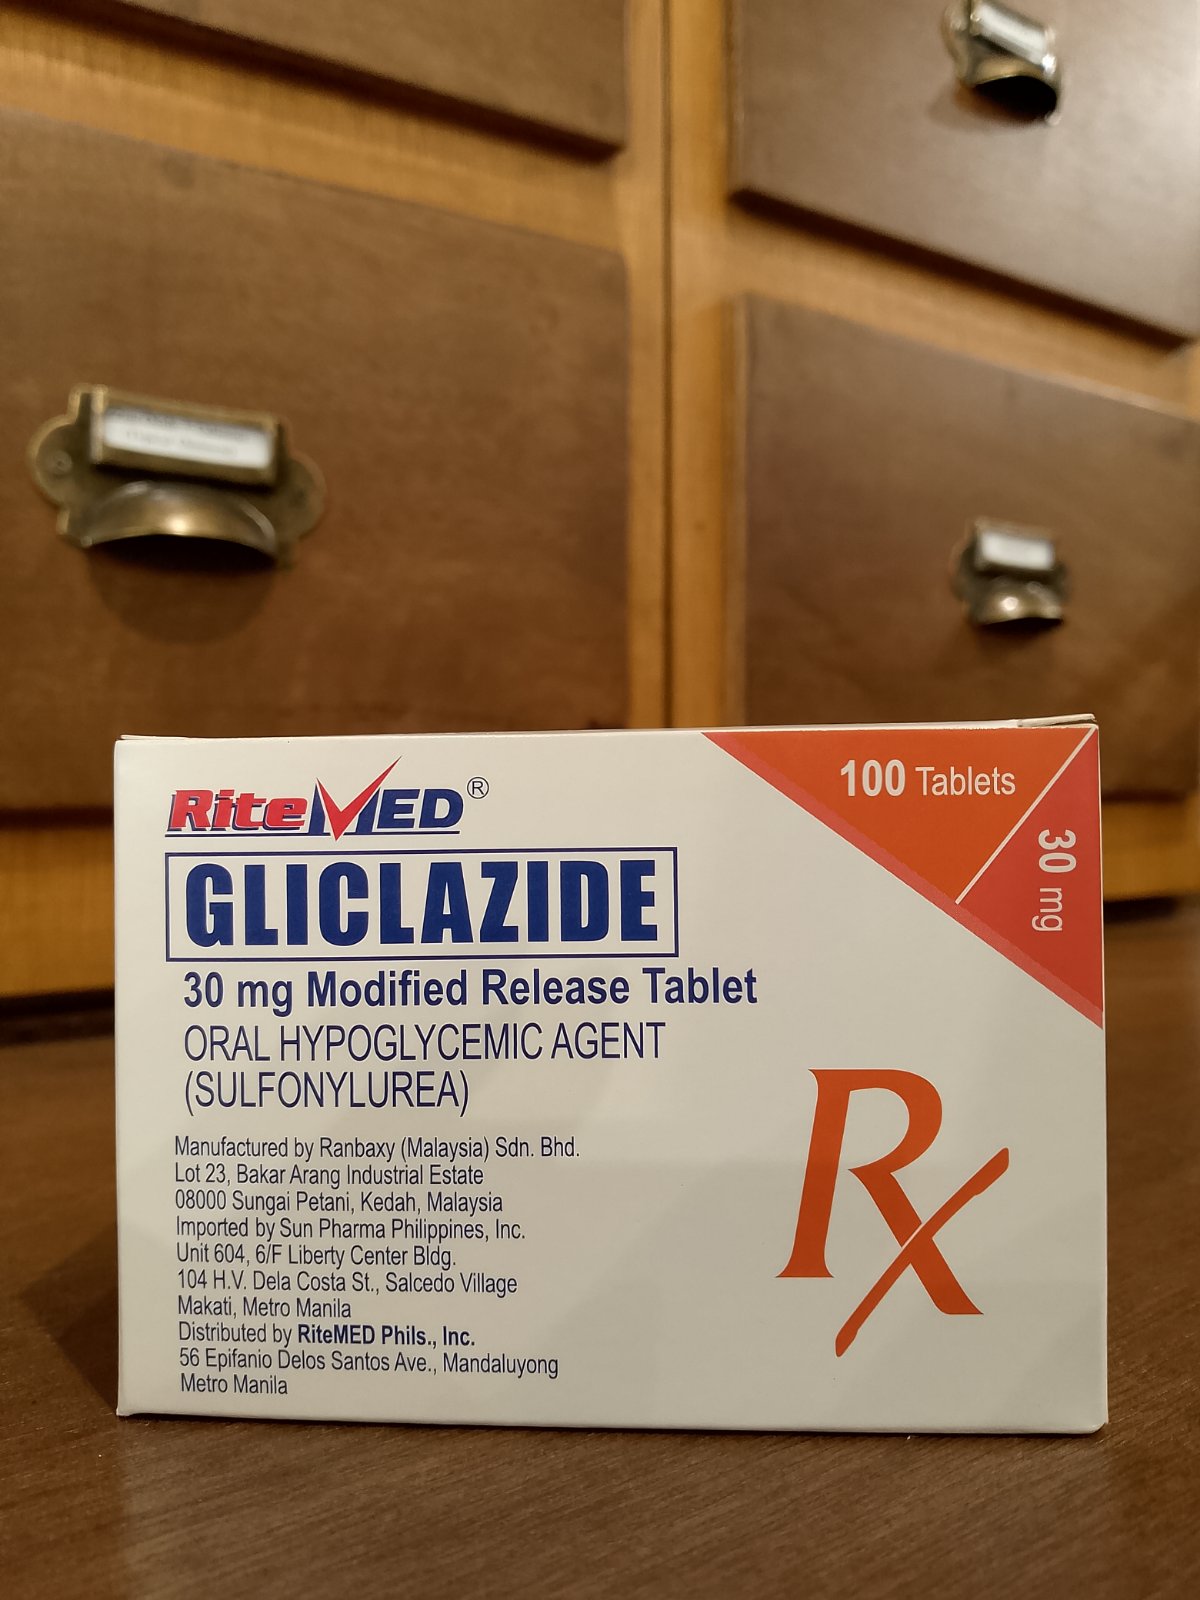 RiteMED®
GLICLAZIDE
30 mg Modified Release Tablet
ORAL HYPOGLYCEMIC AGENT
(SULFONYLUREA)
100 Tablets
30 mg
Rx
Manufactured by Ranbaxy (Malaysia) Sdn. Bhd.
Lot 23, Bakar Arang Industrial Estate
08000 Sungai Petani, Kedah, Malaysia
Imported by Sun Pharma Philippines, Inc.
Unit 604, 6/F Liberty Center Bldg.
104 H.V. Dela Costa St., Salcedo Village
Makati, Metro Manila
Distributed by RiteMED Phils., Inc.
56 Epifanio Delos Santos Ave., Mandaluyong
Metro Manila